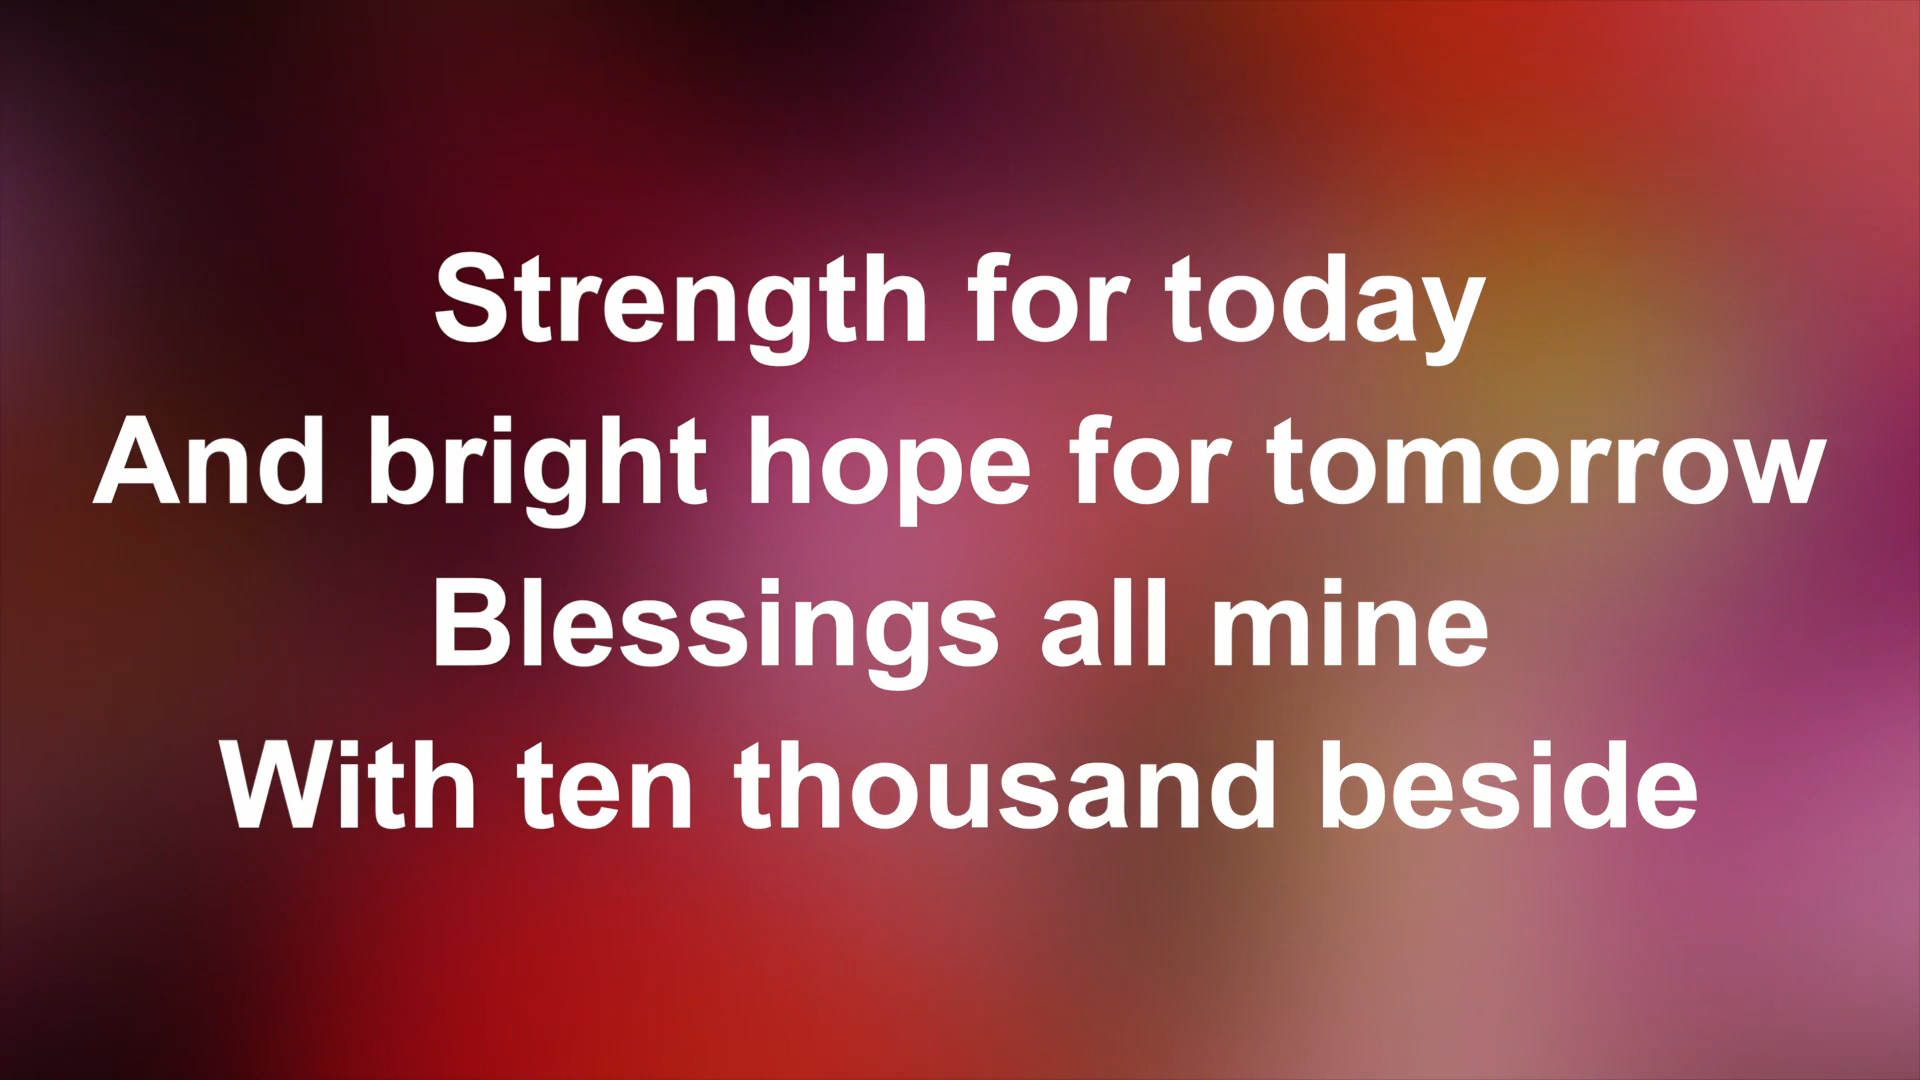 Strength for today
And bright hope for tomorrow
Blessings all mine
With ten thousand beside